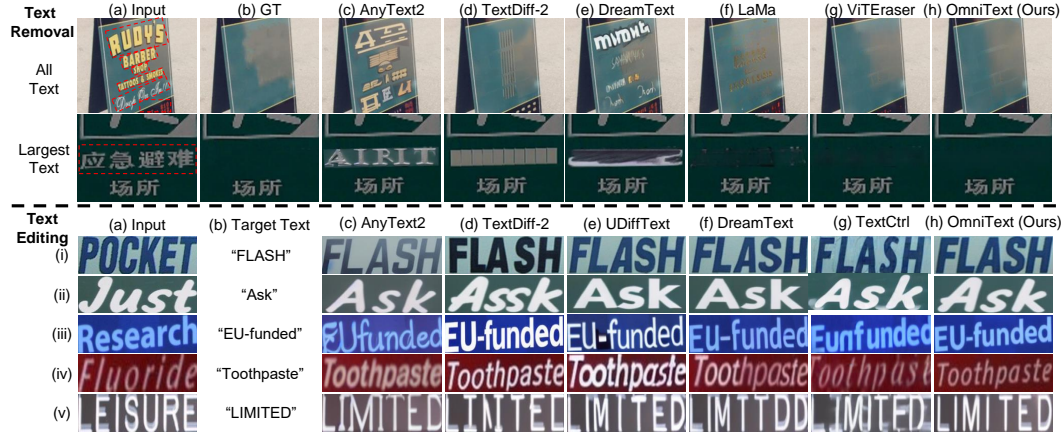 Text Removal
(a) Input (b) GT (c) AnyText2 (d) TextDiff-2 (e) DreamText (f) LaMa (g) ViTEraser (h) OmniText (Ours)
All Text
RUDYS
BARBER
SHOP
TATTOOS & SMOKES
Largest Text
应急避难 AIRIT
场所 场所 场所 场所 场所 场所 场所 场所
Text Editing
(a) Input (b) Target Text (c) AnyText2 (d) TextDiff-2 (e) UDiffText (f) DreamText (g) TextCtrl (h) OmniText (Ours)
(i) POCKET “FLASH” FLASH FLASH FLASH FLASH FLASH FLASH
(ii) Just “Ask” Ask Assk Ask Ask Ask Ask
(iii) Research “EU-funded” EUfunded EU-funded EU-funded EU-funded Eunfunded EU-funded
(iv) Fluoride “Toothpaste” Toothpaste Toothpaste Toothpaste Toothpaste Toothpaste
(v) LEISURE “LIMITED” LIMITED LINITEL LIMTTED LIMTTDD IMITFD LIMITED